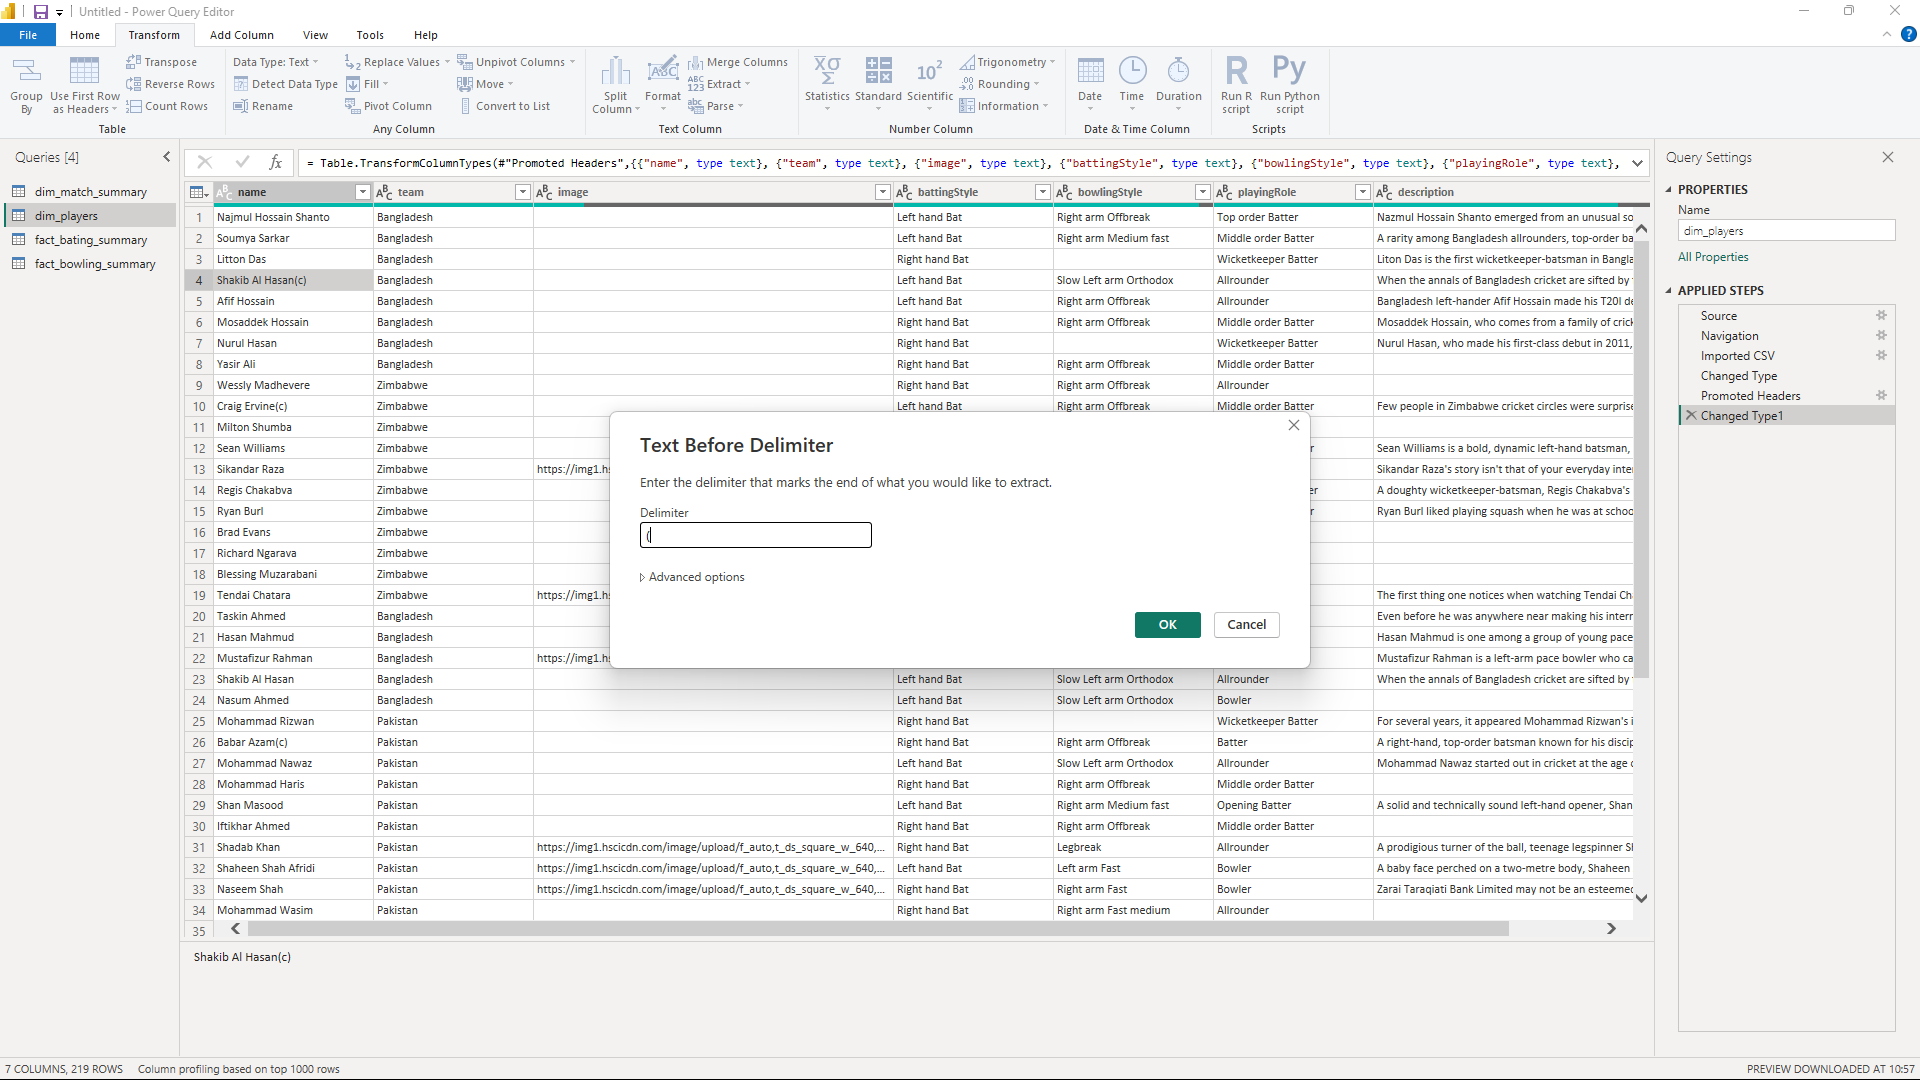 Untitled - Power Query Editor
File Home Transform Add Column View Tools Help
Group By
Use First Row as Headers
Transpose
Reverse Rows
Count Rows
Table
Data Type: Text
Detect Data Type
Rename
Replace Values
Fill
Pivot Column
Unpivot Columns
Move
Convert to List
Any Column
Split Column
Format
Merge Columns
Extract
Parse
Text Column
Statistics
Standard
Scientific
Trigonometry
Rounding
Information
Number Column
Date
Time
Duration
Date & Time Column
Run R script
Run Python script
Scripts
Queries [4]
dim_match_summary
dim_players
fact_bating_summary
fact_bowling_summary
= Table.TransformColumnTypes(#"Promoted Headers",{{"name", type text}, {"team", type text}, {"image", type text}, {"battingStyle", type text}, {"bowlingStyle", type text}, {"playingRole", type text},
name team image battingStyle bowlingStyle playingRole description
1 Najmul Hossain Shanto Bangladesh Left hand Bat Right arm Offbreak Top order Batter Nazmul Hossain Shanto emerged from an unusual so
2 Soumya Sarkar Bangladesh Left hand Bat Right arm Medium fast Middle order Batter A rarity among Bangladesh allrounders, top-order ba
3 Litton Das Bangladesh Right hand Bat Wicketkeeper Batter Liton Das is the first wicketkeeper-batsman in Bangla
4 Shakib Al Hasan(c) Bangladesh Left hand Bat Slow Left arm Orthodox Allrounder When the annals of Bangladesh cricket are sifted by
5 Afif Hossain Bangladesh Left hand Bat Right arm Offbreak Allrounder Bangladesh left-hander Afif Hossain made his T20I de
6 Mosaddek Hossain Bangladesh Right hand Bat Right arm Offbreak Middle order Batter Mosaddek Hossain, who comes from a family of crick
7 Nurul Hasan Bangladesh Right hand Bat Wicketkeeper Batter Nurul Hasan, who made his first-class debut in 2011,
8 Yasir Ali Bangladesh Right hand Bat Right arm Offbreak Middle order Batter
9 Wessly Madhevere Zimbabwe Right hand Bat Right arm Offbreak Allrounder
10 Craig Ervine(c) Zimbabwe Left hand Bat Right arm Offbreak Middle order Batter Few people in Zimbabwe cricket circles were surprise
11 Milton Shumba Zimbabwe r
12 Sean Williams Zimbabwe r Sean Williams is a bold, dynamic left-hand batsman,
13 Sikandar Raza Zimbabwe https://img1.hs Sikandar Raza's story isn't that of your everyday inte
14 Regis Chakabva Zimbabwe er A doughty wicketkeeper-batsman, Regis Chakabva's
15 Ryan Burl Zimbabwe r Ryan Burl liked playing squash when he was at schoo
16 Brad Evans Zimbabwe
17 Richard Ngarava Zimbabwe
18 Blessing Muzarabani Zimbabwe
19 Tendai Chatara Zimbabwe https://img1.hs The first thing one notices when watching Tendai Ch
20 Taskin Ahmed Bangladesh Even before he was anywhere near making his interr
21 Hasan Mahmud Bangladesh Hasan Mahmud is one among a group of young pace
22 Mustafizur Rahman Bangladesh https://img1.hs Mustafizur Rahman is a left-arm pace bowler who ca
23 Shakib Al Hasan Bangladesh Left hand Bat Slow Left arm Orthodox Allrounder When the annals of Bangladesh cricket are sifted by
24 Nasum Ahmed Bangladesh Left hand Bat Slow Left arm Orthodox Bowler
25 Mohammad Rizwan Pakistan Right hand Bat Wicketkeeper Batter For several years, it appeared Mohammad Rizwan's i
26 Babar Azam(c) Pakistan Right hand Bat Right arm Offbreak Batter A right-hand, top-order batsman known for his discip
27 Mohammad Nawaz Pakistan Left hand Bat Slow Left arm Orthodox Allrounder Mohammad Nawaz started out in cricket at the age o
28 Mohammad Haris Pakistan Right hand Bat Right arm Offbreak Middle order Batter
29 Shan Masood Pakistan Left hand Bat Right arm Medium fast Opening Batter A solid and technically sound left-hand opener, Shan
30 Iftikhar Ahmed Pakistan Right hand Bat Right arm Offbreak Middle order Batter
31 Shadab Khan Pakistan https://img1.hscicdn.com/image/upload/f_auto,t_ds_square_w_640,... Right hand Bat Legbreak Allrounder A prodigious turner of the ball, teenage legspinner Sh
32 Shaheen Shah Afridi Pakistan https://img1.hscicdn.com/image/upload/f_auto,t_ds_square_w_640,... Left hand Bat Left arm Fast Bowler A baby face perched on a two-metre body, Shaheen
33 Naseem Shah Pakistan https://img1.hscicdn.com/image/upload/f_auto,t_ds_square_w_640,... Right hand Bat Right arm Fast Bowler Zarai Taraqiati Bank Limited may not be an esteemed
34 Mohammad Wasim Pakistan Right hand Bat Right arm Fast medium Allrounder
35
Text Before Delimiter
Enter the delimiter that marks the end of what you would like to extract.
Delimiter
(
Advanced options
OK Cancel
Shakib Al Hasan(c)
Query Settings
PROPERTIES
Name
dim_players
All Properties
APPLIED STEPS
Source
Navigation
Imported CSV
Changed Type
Promoted Headers
Changed Type1
7 COLUMNS, 219 ROWS Column profiling based on top 1000 rows
PREVIEW DOWNLOADED AT 10:57